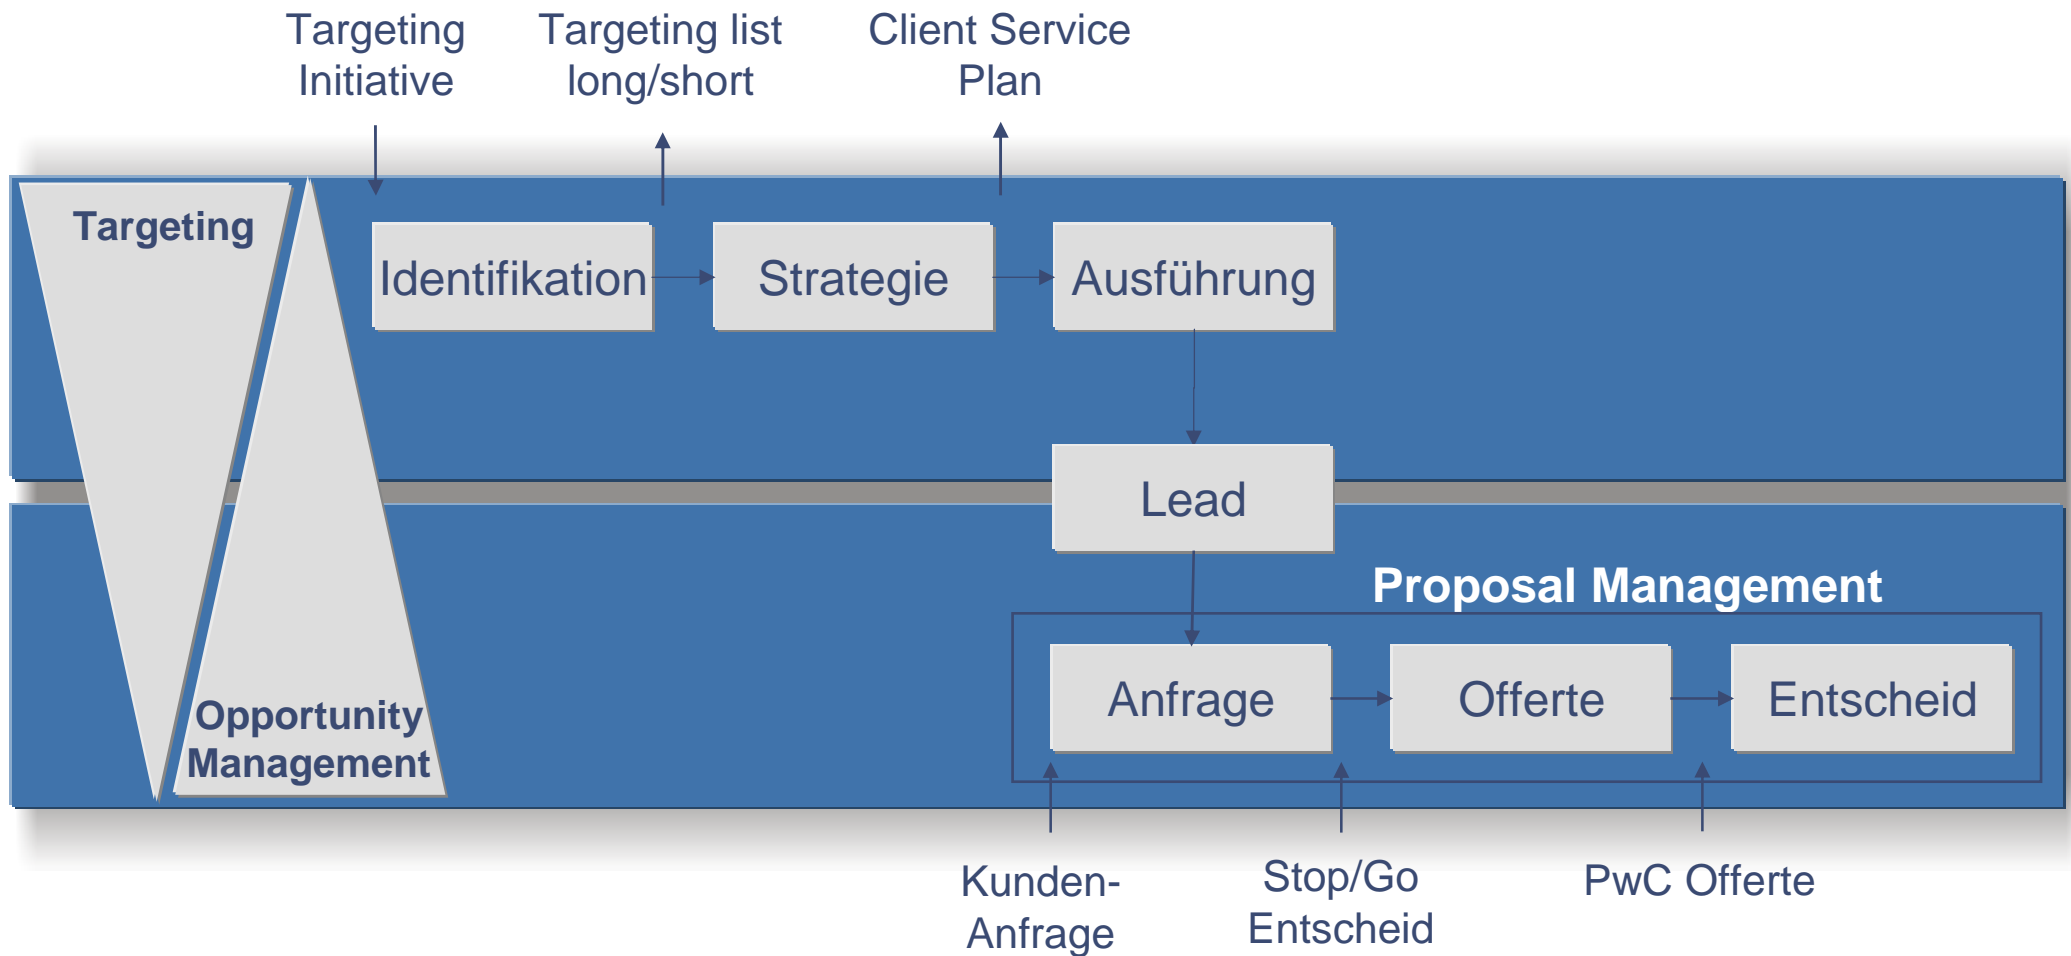 Targeting
Initiative
Targeting list
long/short
Client Service
Plan
Targeting
Identifikation
Strategie
Ausführung
Lead
Proposal Management
Anfrage
Offerte
Entscheid
Opportunity
Management
Kunden-
Anfrage
Stop/Go
Entscheid
PwC Offerte